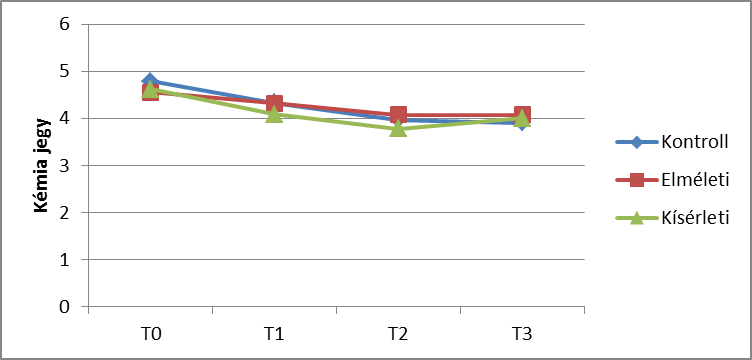 6
5
4
3
2
1
0
Kémia jegy
T0
T1
T2
T3
Kontroll
Elméleti
Kísérleti